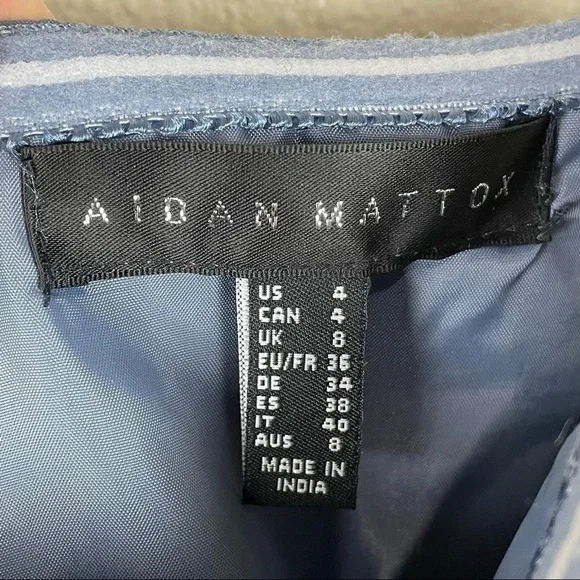 AIDAN MATTOX
US 4
CAN 4
UK 8
EU/FR 36
DE 34
ES 38
IT 40
AUS 8
MADE IN
INDIA